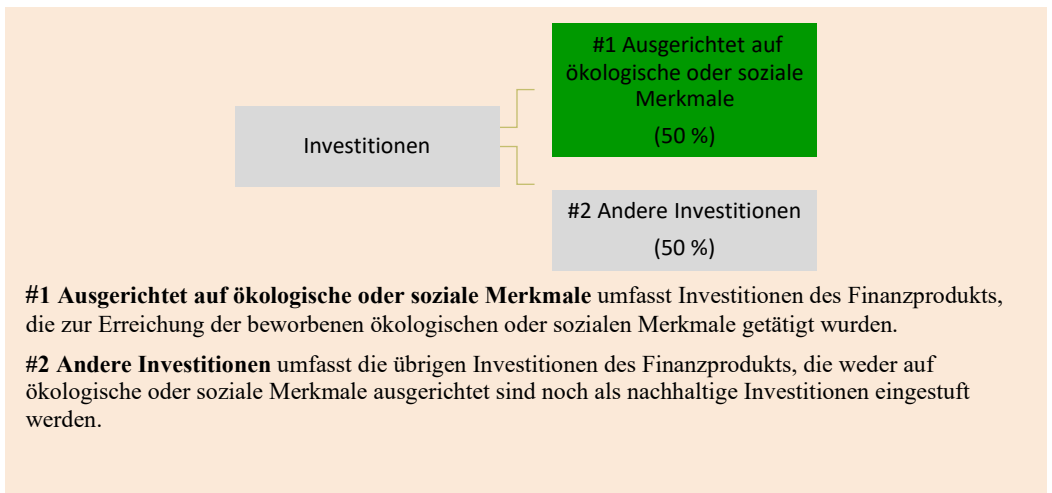 #1 Ausgerichtet auf
ökologische oder soziale
Merkmale
(50 %)
Investitionen
#2 Andere Investitionen
(50 %)
#1 Ausgerichtet auf ökologische oder soziale Merkmale umfasst Investitionen des Finanzprodukts,
die zur Erreichung der beworbenen ökologischen oder sozialen Merkmale getätigt wurden.
#2 Andere Investitionen umfasst die übrigen Investitionen des Finanzprodukts, die weder auf
ökologische oder soziale Merkmale ausgerichtet sind noch als nachhaltige Investitionen eingestuft
werden.